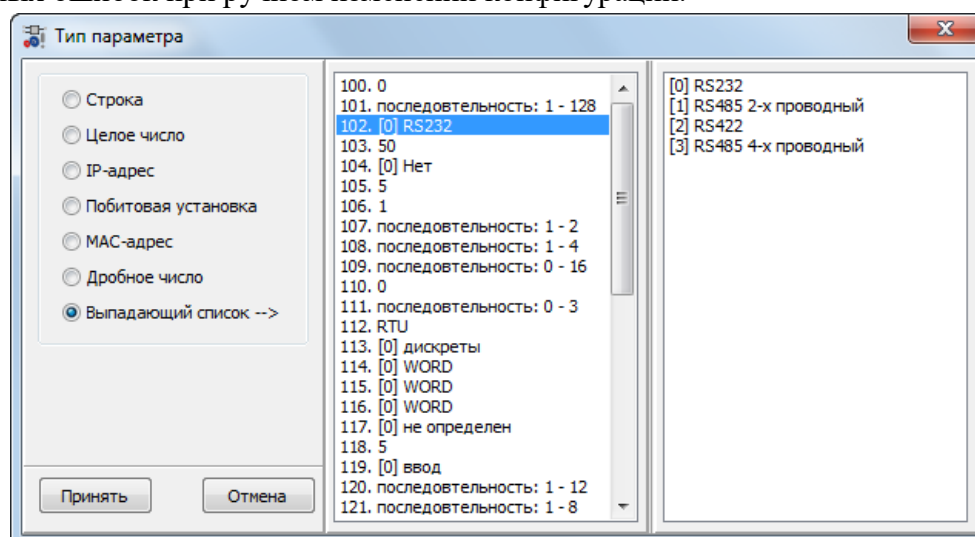 ошибок при ручном изменении конфигурации.
Тип параметра
Строка
Целое число
IP-адрес
Побитовая установка
MAC-адрес
Дробное число
Выпадающий список -->
Принять
Отмена
100. 0
101. последовтельность: 1 - 128
102. [0] RS232
103. 50
104. [0] Нет
105. 5
106. 1
107. последовтельность: 1 - 2
108. последовтельность: 1 - 4
109. последовтельность: 0 - 16
110. 0
111. последовтельность: 0 - 3
112. RTU
113. [0] дискреты
114. [0] WORD
115. [0] WORD
116. [0] WORD
117. [0] не определен
118. 5
119. [0] ввод
120. последовтельность: 1 - 12
121. последовтельность: 1 - 8
[0] RS232
[1] RS485 2-х проводный
[2] RS422
[3] RS485 4-х проводный